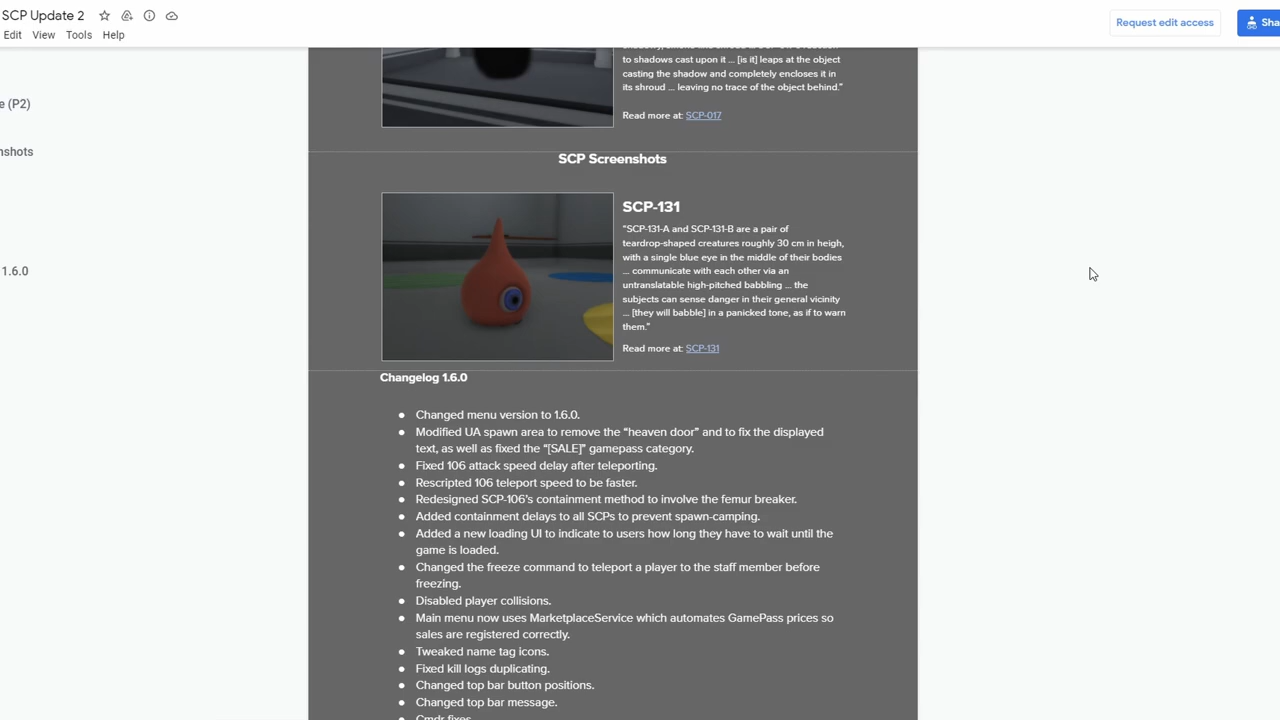 SCP Update 2
Request edit access
Sha
Edit View Tools Help
e (P2)
nshots
1.6.0
to shadows cast upon it ... [is it] leaps at the object
casting the shadow and completely encloses it in
its shroud ... leaving no trace of the object behind."
Read more at: SCP-017
SCP Screenshots
SCP-131
"SCP-131-A and SCP-131-B are a pair of
teardrop-shaped creatures roughly 30 cm in heigh,
with a single blue eye in the middle of their bodies
... communicate with each other via an
untranslatable high-pitched babbling ... the
subjects can sense danger in their general vicinity
... [they will babble] in a panicked tone, as if to warn
them."
Read more at: SCP-131
Changelog 1.6.0
● Changed menu version to 1.6.0.
● Modified UA spawn area to remove the “heaven door” and to fix the displayed
text, as well as fixed the “[SALE]” gamepass category.
● Fixed 106 attack speed delay after teleporting.
● Rescripted 106 teleport speed to be faster.
● Redesigned SCP-106’s containment method to involve the femur breaker.
● Added containment delays to all SCPs to prevent spawn-camping.
● Added a new loading UI to indicate to users how long they have to wait until the
game is loaded.
● Changed the freeze command to teleport a player to the staff member before
freezing.
● Disabled player collisions.
● Main menu now uses MarketplaceService which automates GamePass prices so
sales are registered correctly.
● Tweaked name tag icons.
● Fixed kill logs duplicating.
● Changed top bar button positions.
● Changed top bar message.
● Cmdr fixes